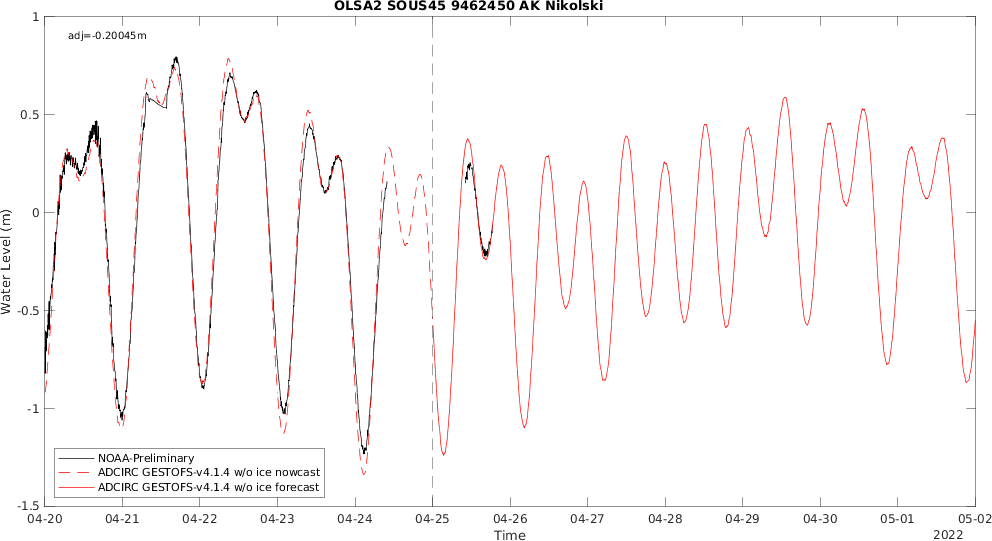 OLSA2 SOUS45 9462450 AK Nikolski
adj=-0.20045m
1
0.5
0
-0.5
-1
-1.5
Water Level (m)
NOAA-Preliminary
ADCIRC GESTOFS-v4.1.4 w/o ice nowcast
ADCIRC GESTOFS-v4.1.4 w/o ice forecast
04-20 04-21 04-22 04-23 04-24 04-25 04-26 04-27 04-28 04-29 04-30 05-01 05-02
Time
2022